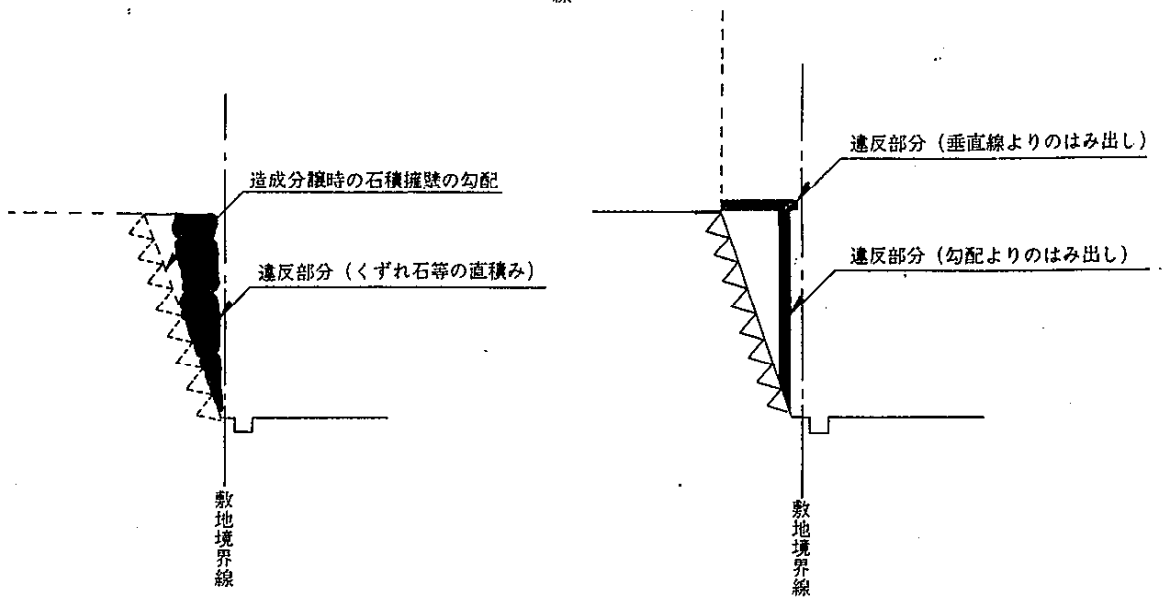 線
造成分譲時の石積擁壁の勾配
違反部分（くずれ石等の直積み）
敷地境界線
違反部分（垂直線よりのはみ出し）
違反部分（勾配よりのはみ出し）
敷地境界線